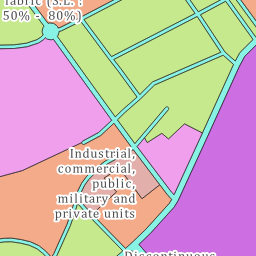 fabric (S.L. :
50% - 80%)
Industrial,
commercial,
public,
military and
private units
Discontinuous